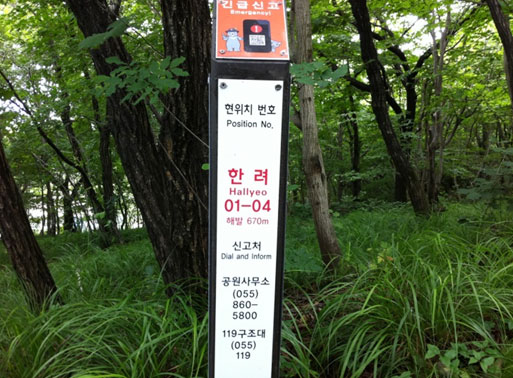 긴급신고
Emergency!
현위치 번호
Position No.
한 려
Hallyeo
01-04
해발 670m
신고처
Dial and Inform
공원사무소
(055)
860-
5800
119구조대
(055)
119